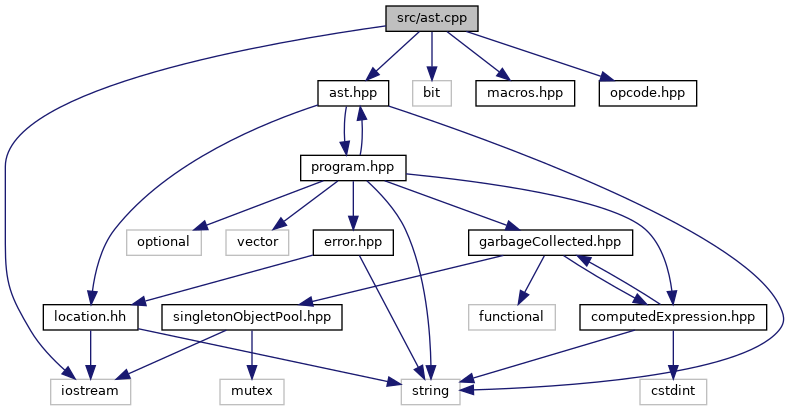 src/ast.cpp
ast.hpp
bit
macros.hpp
opcode.hpp
program.hpp
optional
vector
error.hpp
garbageCollected.hpp
location.hh
singletonObjectPool.hpp
functional
computedExpression.hpp
iostream
mutex
string
cstdint